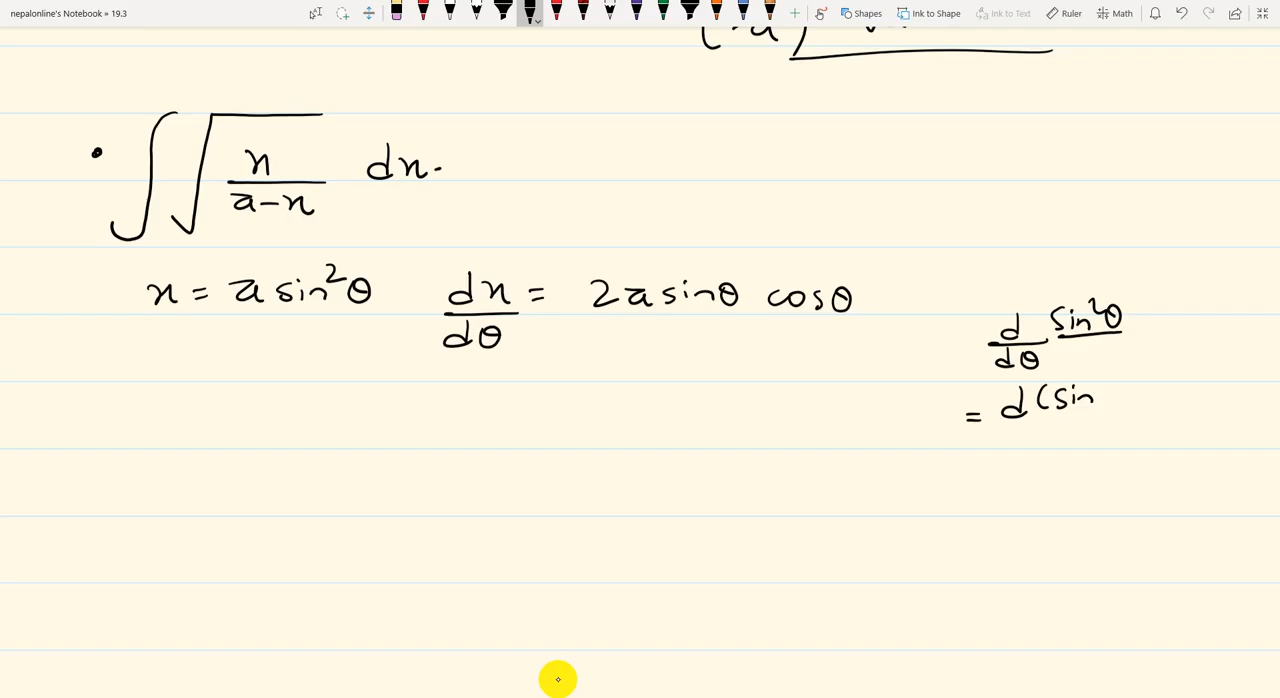 nepalonline's Notebook » 19.3
Shapes Ink to Shape Ink to Text Ruler Math
∫ √(x/(a-x)) dx.
x = a sin²θ dx/dθ = 2a sinθ cosθ
d/dθ sin²θ
= d (sin